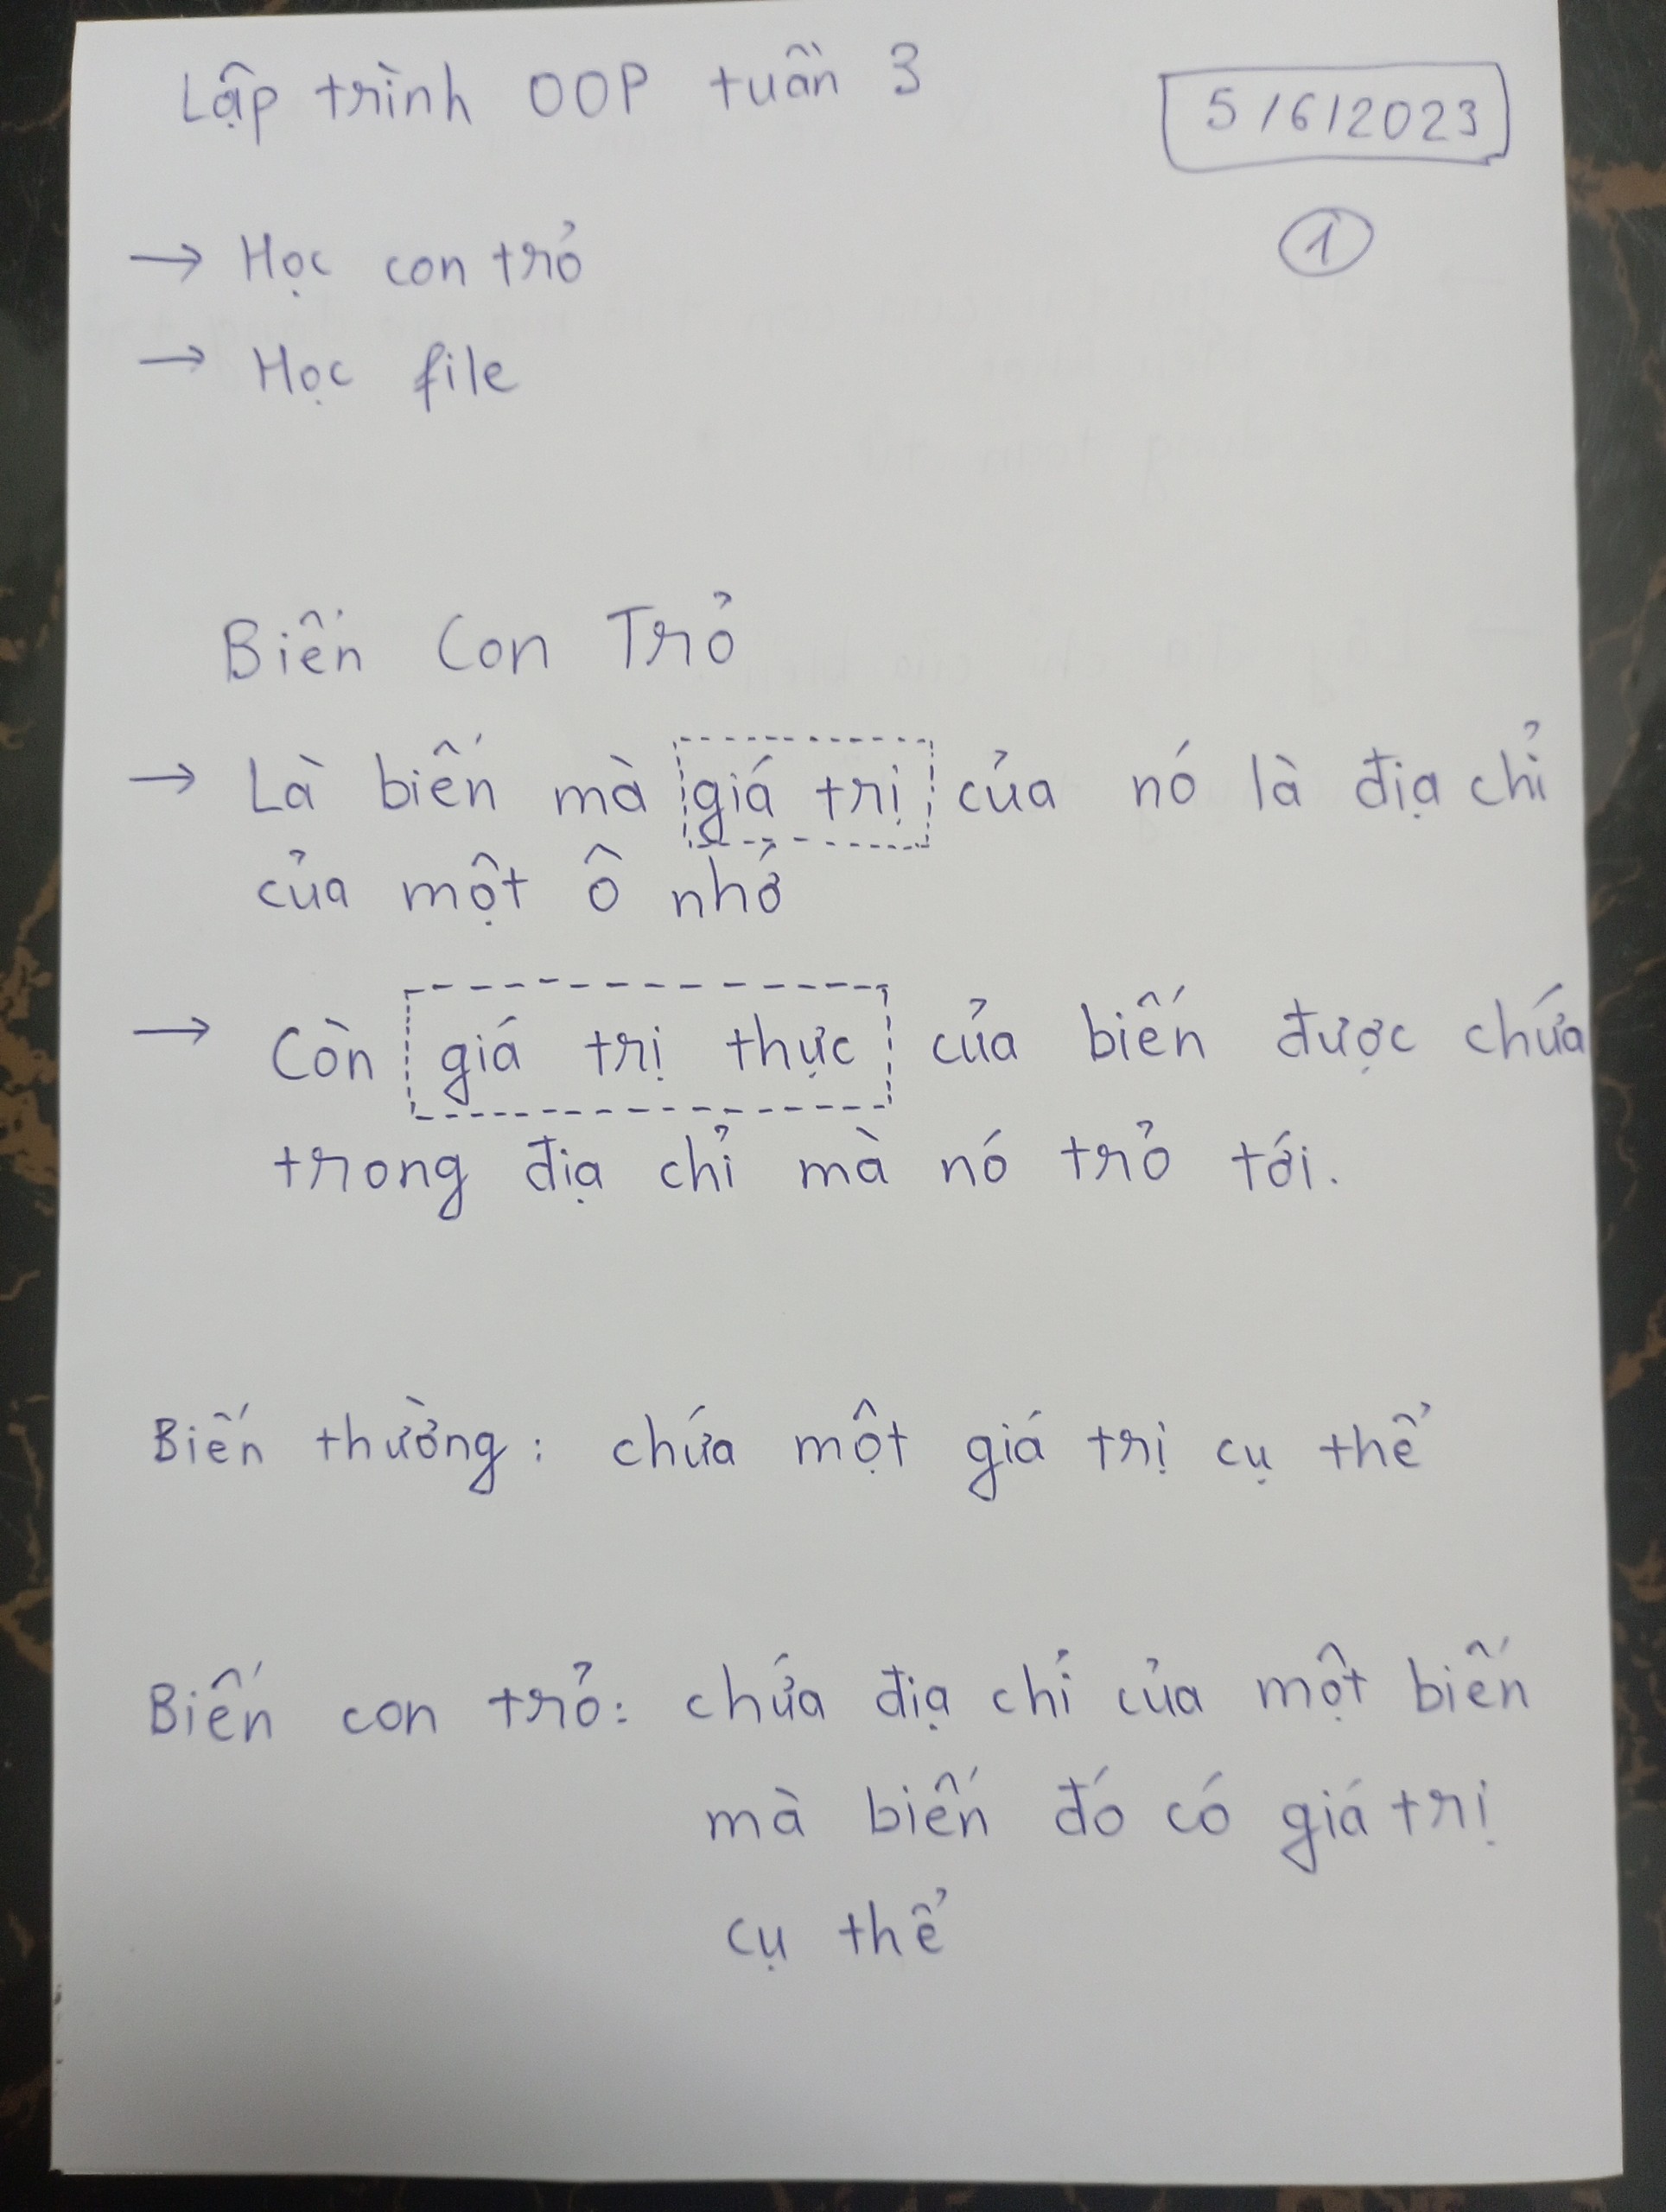 Lập trình OOP tuần 3
5/6/2023
1
→ Học con trỏ
→ Học file
Biến Con Trỏ
→ Là biến mà giá trị của nó là địa chỉ
của một ô nhớ
→ Còn giá trị thực của biến được chứa
trong địa chỉ mà nó trỏ tới.
Biến thường: chứa một giá trị cụ thể
Biến con trỏ: chứa địa chỉ của một biến
mà biến đó có giá trị
cụ thể